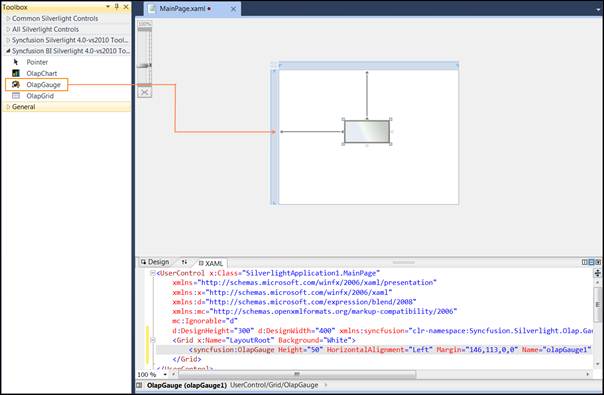 Toolbox
Common Silverlight Controls
All Silverlight Controls
Syncfusion Silverlight 4.0-vs2010 Tool...
Syncfusion BI Silverlight 4.0-vs2010 To...
Pointer
OlapChart
OlapGauge
OlapGrid
General
MainPage.xaml
100%
Design
XAML
<UserControl x:Class="SilverlightApplication1.MainPage"
xmlns="http://schemas.microsoft.com/winfx/2006/xaml/presentation"
xmlns:x="http://schemas.microsoft.com/winfx/2006/xaml"
xmlns:d="http://schemas.microsoft.com/expression/blend/2008"
xmlns:mc="http://schemas.openxmlformats.org/markup-compatibility/2006"
mc:Ignorable="d"
d:DesignHeight="300" d:DesignWidth="400" xmlns:syncfusion="clr-namespace:Syncfusion.Silverlight.Olap.Gau
<Grid x:Name="LayoutRoot" Background="White">
<syncfusion:OlapGauge Height="50" HorizontalAlignment="Left" Margin="146,113,0,0" Name="olapGauge1"
</Grid>
</UserControl>
100 %
OlapGauge (olapGauge1) UserControl/Grid/OlapGauge